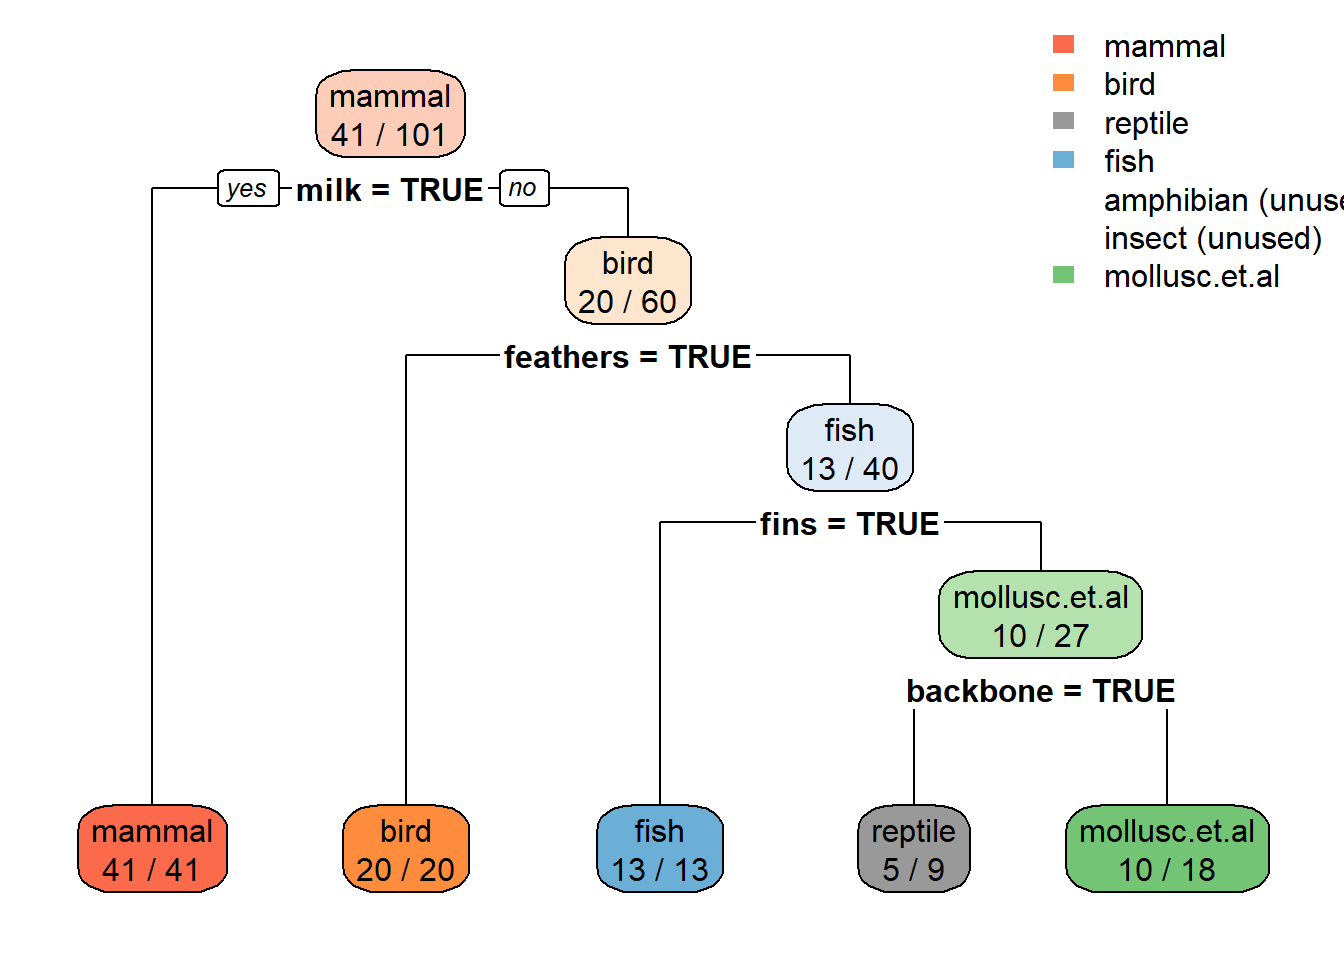 mammal
41 / 101
yes
milk = TRUE
no
bird
20 / 60
feathers = TRUE
fish
13 / 40
fins = TRUE
mollusc.et.al
10 / 27
backbone = TRUE
mammal
41 / 41
bird
20 / 20
fish
13 / 13
reptile
5 / 9
mollusc.et.al
10 / 18
mammal
bird
reptile
fish
amphibian (unuse
insect (unused)
mollusc.et.al